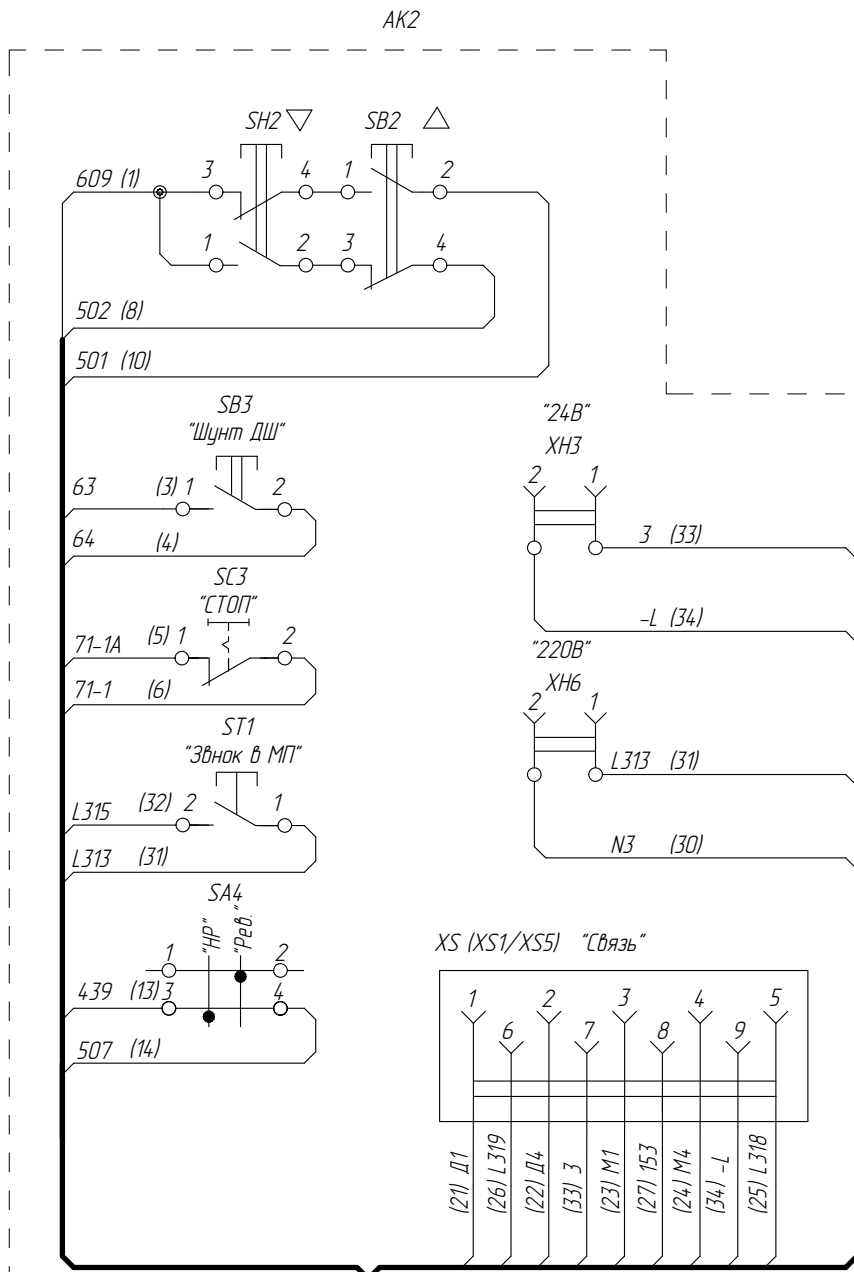 АК2
SH2
SB2
609 (1)
3
4
1
2
1
2
3
4
502 (8)
501 (10)
SB3
"Шунт ДШ"
63 (3) 1 2
64 (4)
SC3
"СТОП"
71-1А (5) 1 2
71-1 (6)
ST1
"Звнок в МП"
L315 (32) 2 1
L313 (31)
SA4
"НР"
"Рев."
1
2
439 (13) 3 4
507 (14)
"24В"
XH3
2 1
3 (33)
-L (34)
"220В"
XH6
2 1
L313 (31)
N3 (30)
XS (XS1/XS5) "Связь"
1 2 3 4 5
6 7 8 9
(21) Д1
(26) L319
(22) Д4
(33) 3
(23) М1
(27) 153
(24) М4
(34) -L
(25) L318